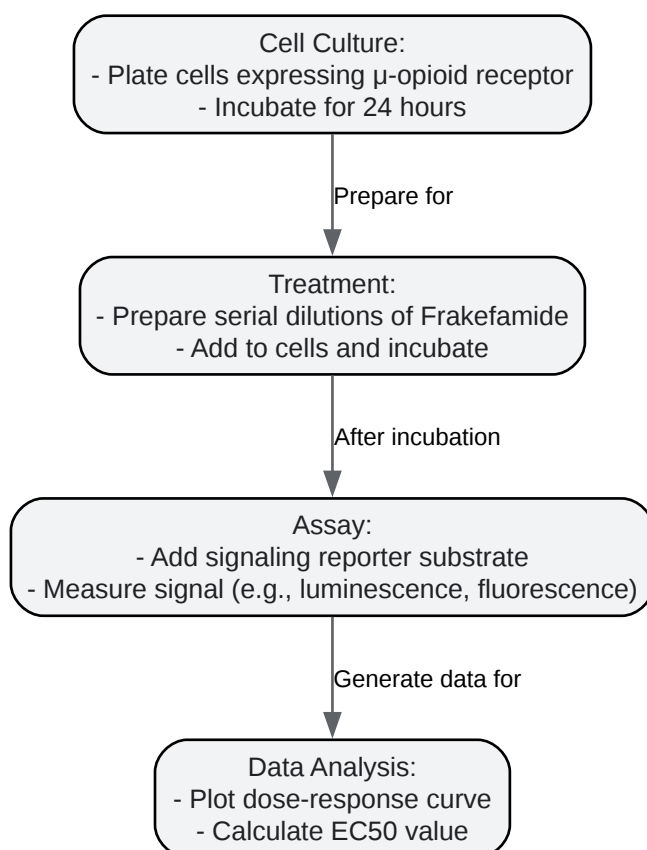 Cell Culture:
- Plate cells expressing μ-opioid receptor
- Incubate for 24 hours
Prepare for
Treatment:
- Prepare serial dilutions of Frakefamide
- Add to cells and incubate
After incubation
Assay:
- Add signaling reporter substrate
- Measure signal (e.g., luminescence, fluorescence)
Generate data for
Data Analysis:
- Plot dose-response curve
- Calculate EC50 value